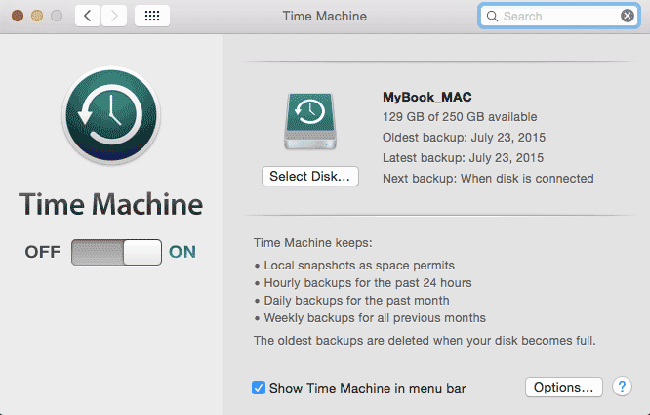 Time Machine
Search
Time Machine
OFF ON
MyBook_MAC
129 GB of 250 GB available
Oldest backup: July 23, 2015
Latest backup: July 23, 2015
Next backup: When disk is connected
Select Disk...
Time Machine keeps:
• Local snapshots as space permits
• Hourly backups for the past 24 hours
• Daily backups for the past month
• Weekly backups for all previous months
The oldest backups are deleted when your disk becomes full.
Show Time Machine in menu bar
Options...
?